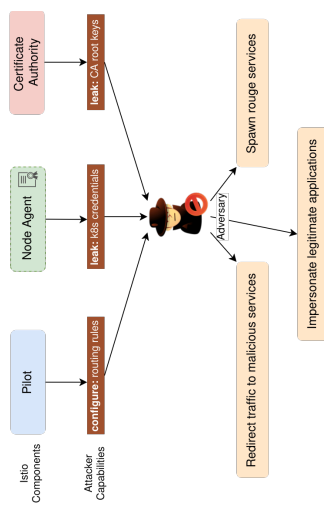 Istio
Components
Pilot
Node Agent
Certificate
Authority
Attacker
Capabilities
configure: routing rules
leak: k8s credentials
leak: CA root keys
Adversary
Redirect traffic to malicious services
Spawn rouge services
Impersonate legitimate applications